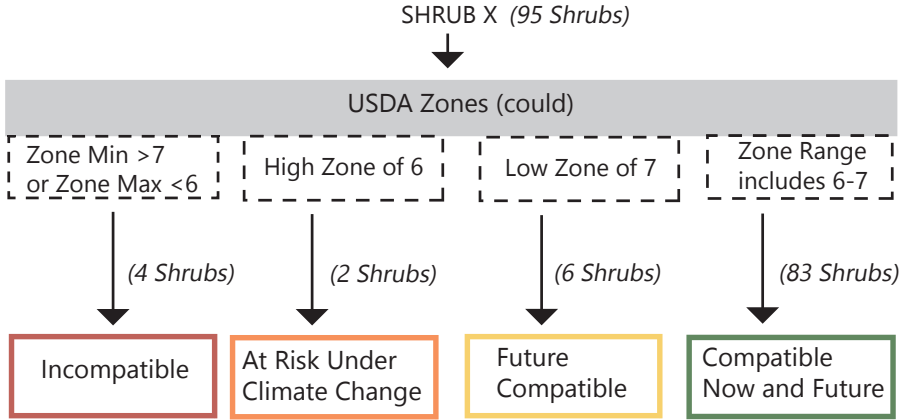 SHRUB X (95 Shrubs)
USDA Zones (could)
Zone Min >7
or Zone Max <6
High Zone of 6
Low Zone of 7
Zone Range
includes 6-7
(4 Shrubs)
(2 Shrubs)
(6 Shrubs)
(83 Shrubs)
Incompatible
At Risk Under
Climate Change
Future
Compatible
Compatible
Now and Future